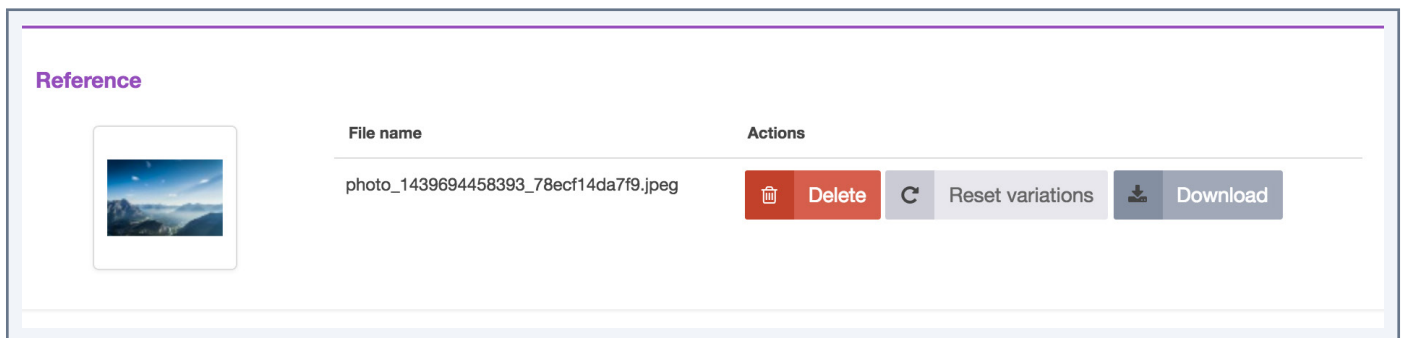 Reference
File name
Actions
photo_1439694458393_78ecf14da7f9.jpeg
Delete
Reset variations
Download